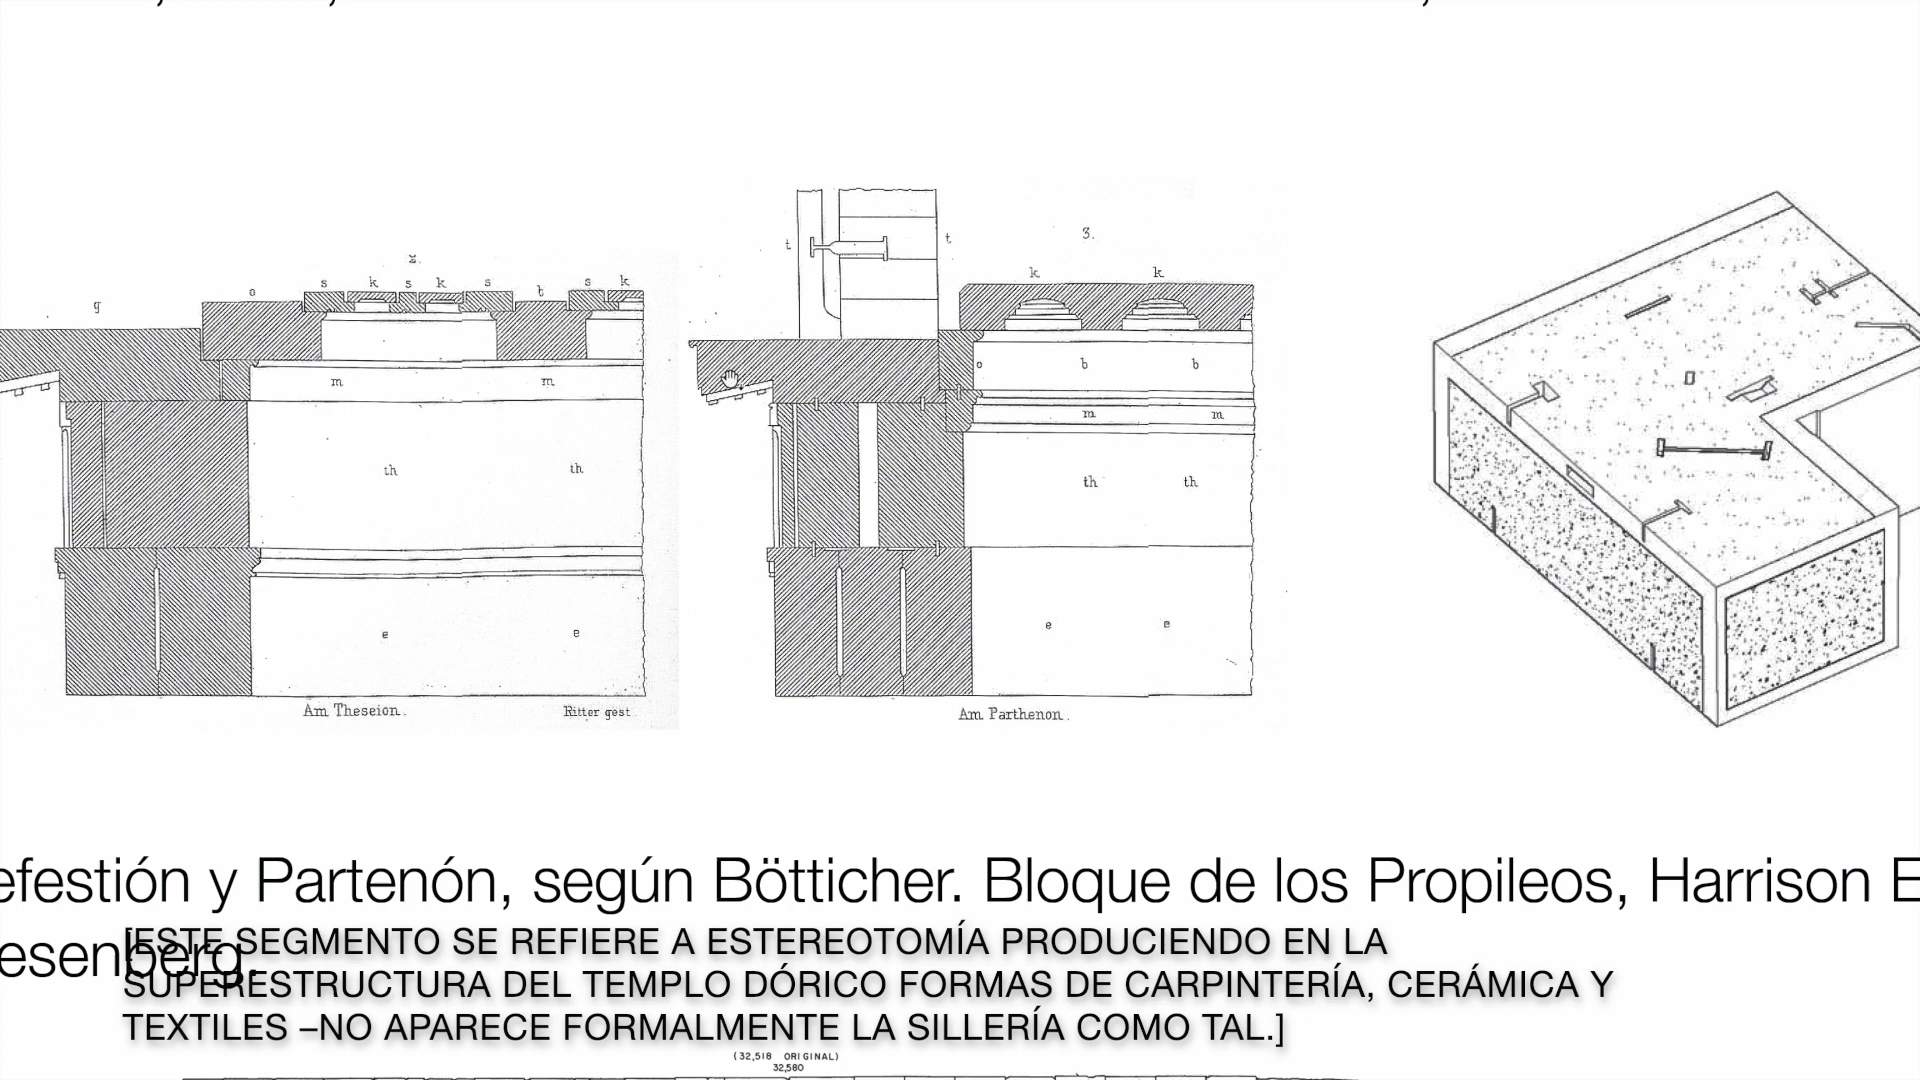 2.
g o s k s k s t s k
m m
th th
e e
Am Theseion.
Ritter gest
3.
t t
k k
o b b
m m
th th
e e
Am Parthenon.
efestión y Partenón, según Bötticher. Bloque de los Propileos, Harrison E
esenberg.
[ESTE SEGMENTO SE REFIERE A ESTEREOTOMÍA PRODUCIENDO EN LA
SUPERESTRUCTURA DEL TEMPLO DÓRICO FORMAS DE CARPINTERÍA, CERÁMICA Y
TEXTILES –NO APARECE FORMALMENTE LA SILLERÍA COMO TAL.]
(32,518 ORIGINAL)
32,580